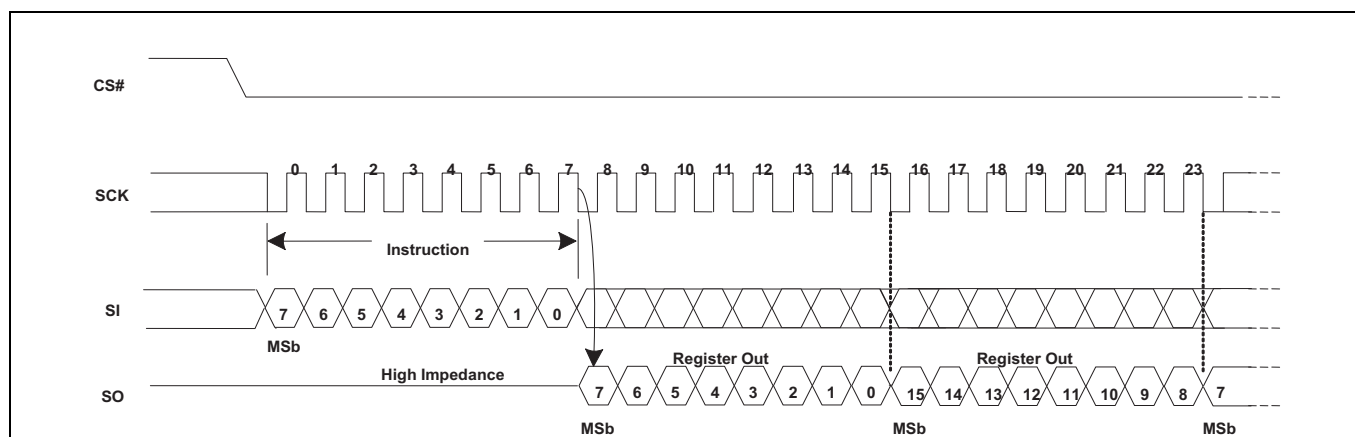 CS#
0 1 2 3 4 5 6 7 8 9 10 11 12 13 14 15 16 17 18 19 20 21 22 23
SCK
Instruction
SI
7 6 5 4 3 2 1 0
MSb
High Impedance
Register Out
Register Out
SO
7 6 5 4 3 2 1 0 15 14 13 12 11 10 9 8 7
MSb
MSb
MSb